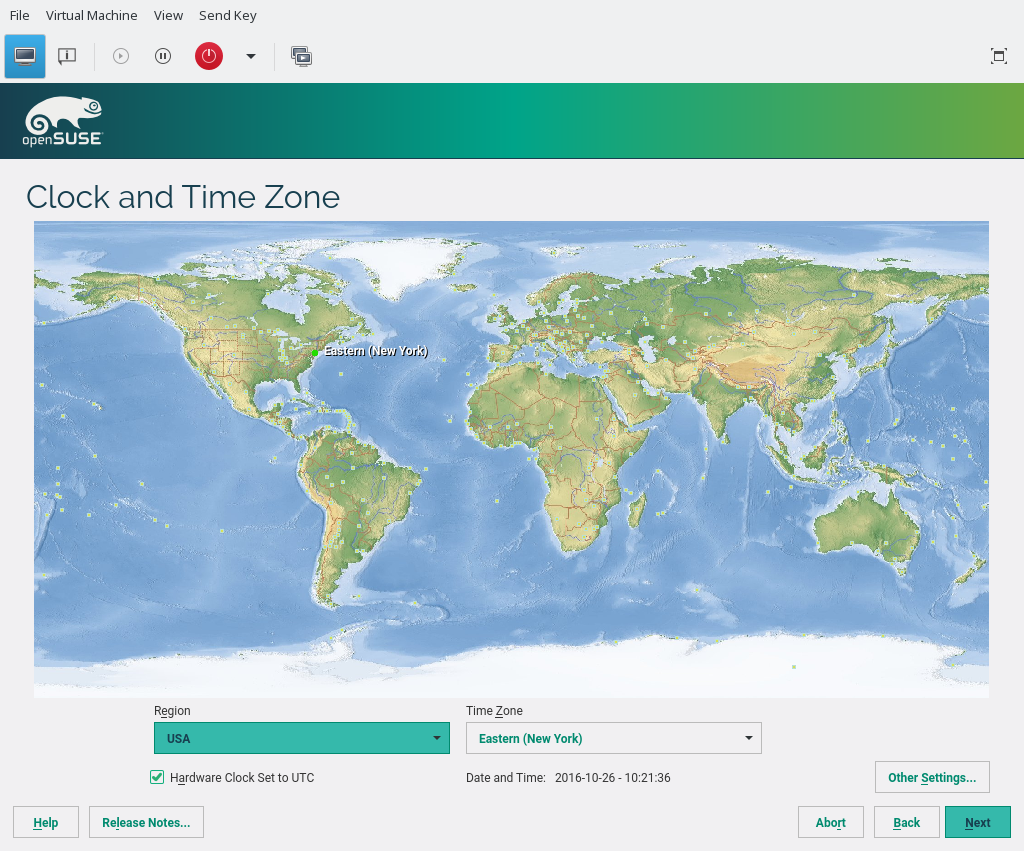 File Virtual Machine View Send Key
openSUSE
Clock and Time Zone
Eastern (New York)
Region Time Zone
USA Eastern (New York)
Hardware Clock Set to UTC Date and Time: 2016-10-26 - 10:21:36 Other Settings...
Help Release Notes... Abort Back Next